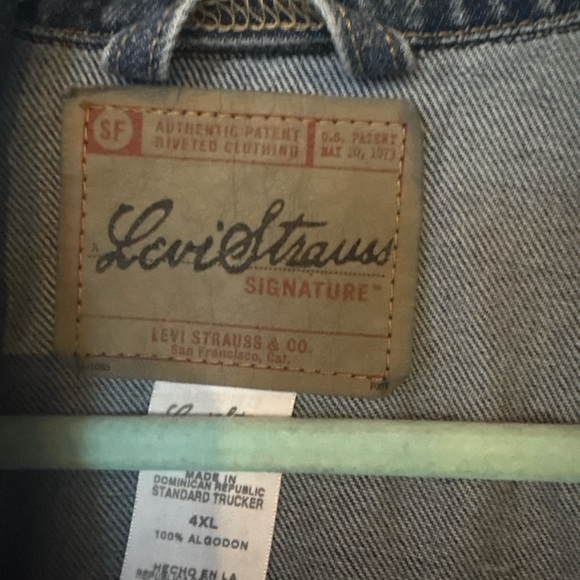 SF
AUTHENTIC PATENT
RIVETED CLOTHING
U.S. PATENT
MAY 20, 1873
Levi Strauss
SIGNATURE™
LEVI STRAUSS & CO.
San Francisco, Cal.
MADE IN
DOMINICAN REPUBLIC
STANDARD TRUCKER
4XL
100% ALGODON
HECHO EN LA